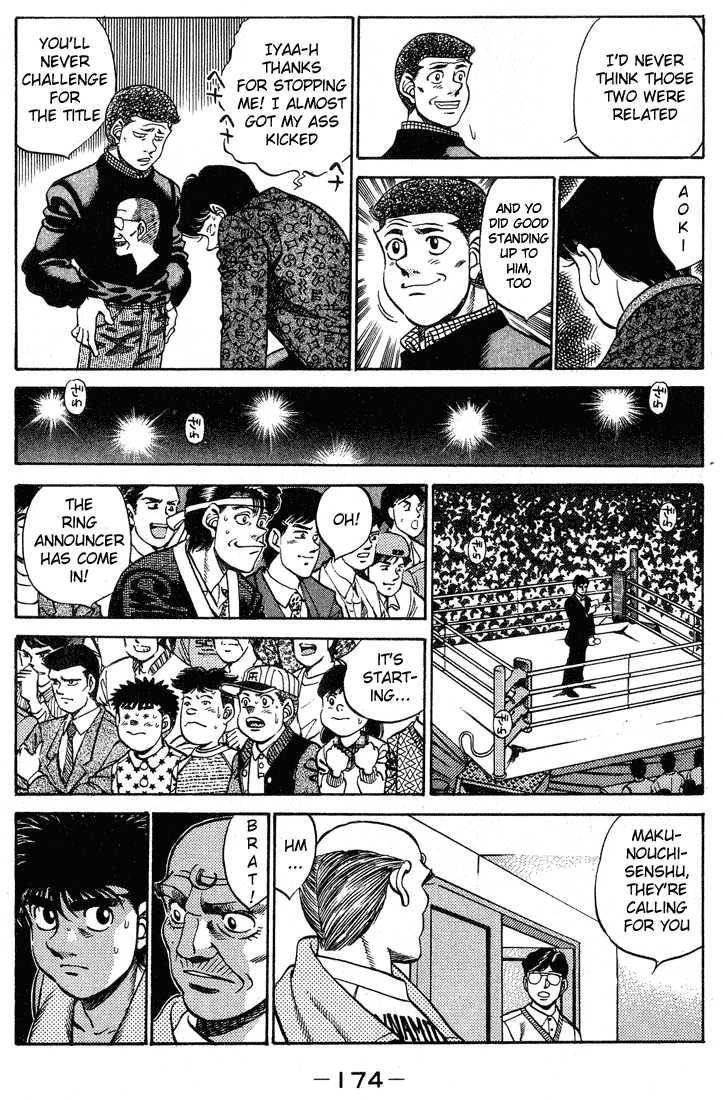 I'D NEVER
THINK THOSE
TWO WERE
RELATED
IYAA-H
THANKS
FOR STOPPING
ME! I ALMOST
GOT MY ASS
KICKED
YOU'LL
NEVER
CHALLENGE
FOR
THE TITLE
A
O
K
I
AND YO
DID GOOD
STANDING
UP TO
HIM,
TOO
OH!
THE
RING
ANNOUNCER
HAS COME
IN!
IT'S
START-
ING...
MAKU-
NOUCHI-
SENSHU,
THEY'RE
CALLING
FOR YOU
HM
...
B
R
A
T
!
-174-